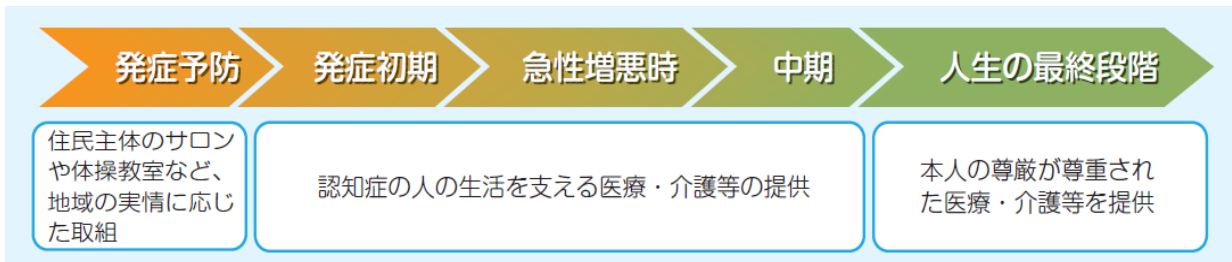 発症予防
発症初期
急性増悪時
中期
人生の最終段階
住民主体のサロン
や体操教室など、
地域の実情に応じ
た取組
認知症の人の生活を支える医療・介護等の提供
本人の尊厳が尊重され
た医療・介護等を提供